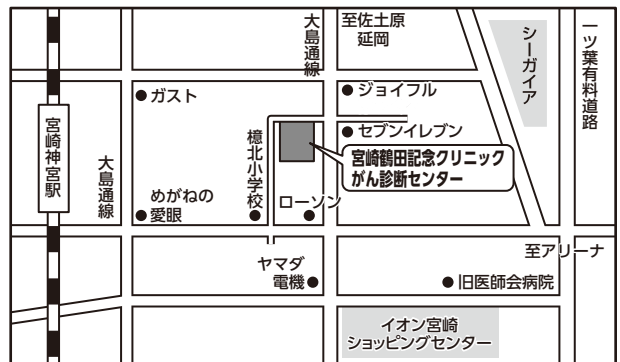 大島通線
至佐土原
延岡
シーガイア
一ツ葉有料道路
ガスト
ジョイフル
セブンイレブン
宮崎神宮駅
大島通線
檍北小学校
宮崎鶴田記念クリニック
がん診断センター
めがねの
愛眼
ローソン
至アリーナ
ヤマダ
電機
旧医師会病院
イオン宮崎
ショッピングセンター